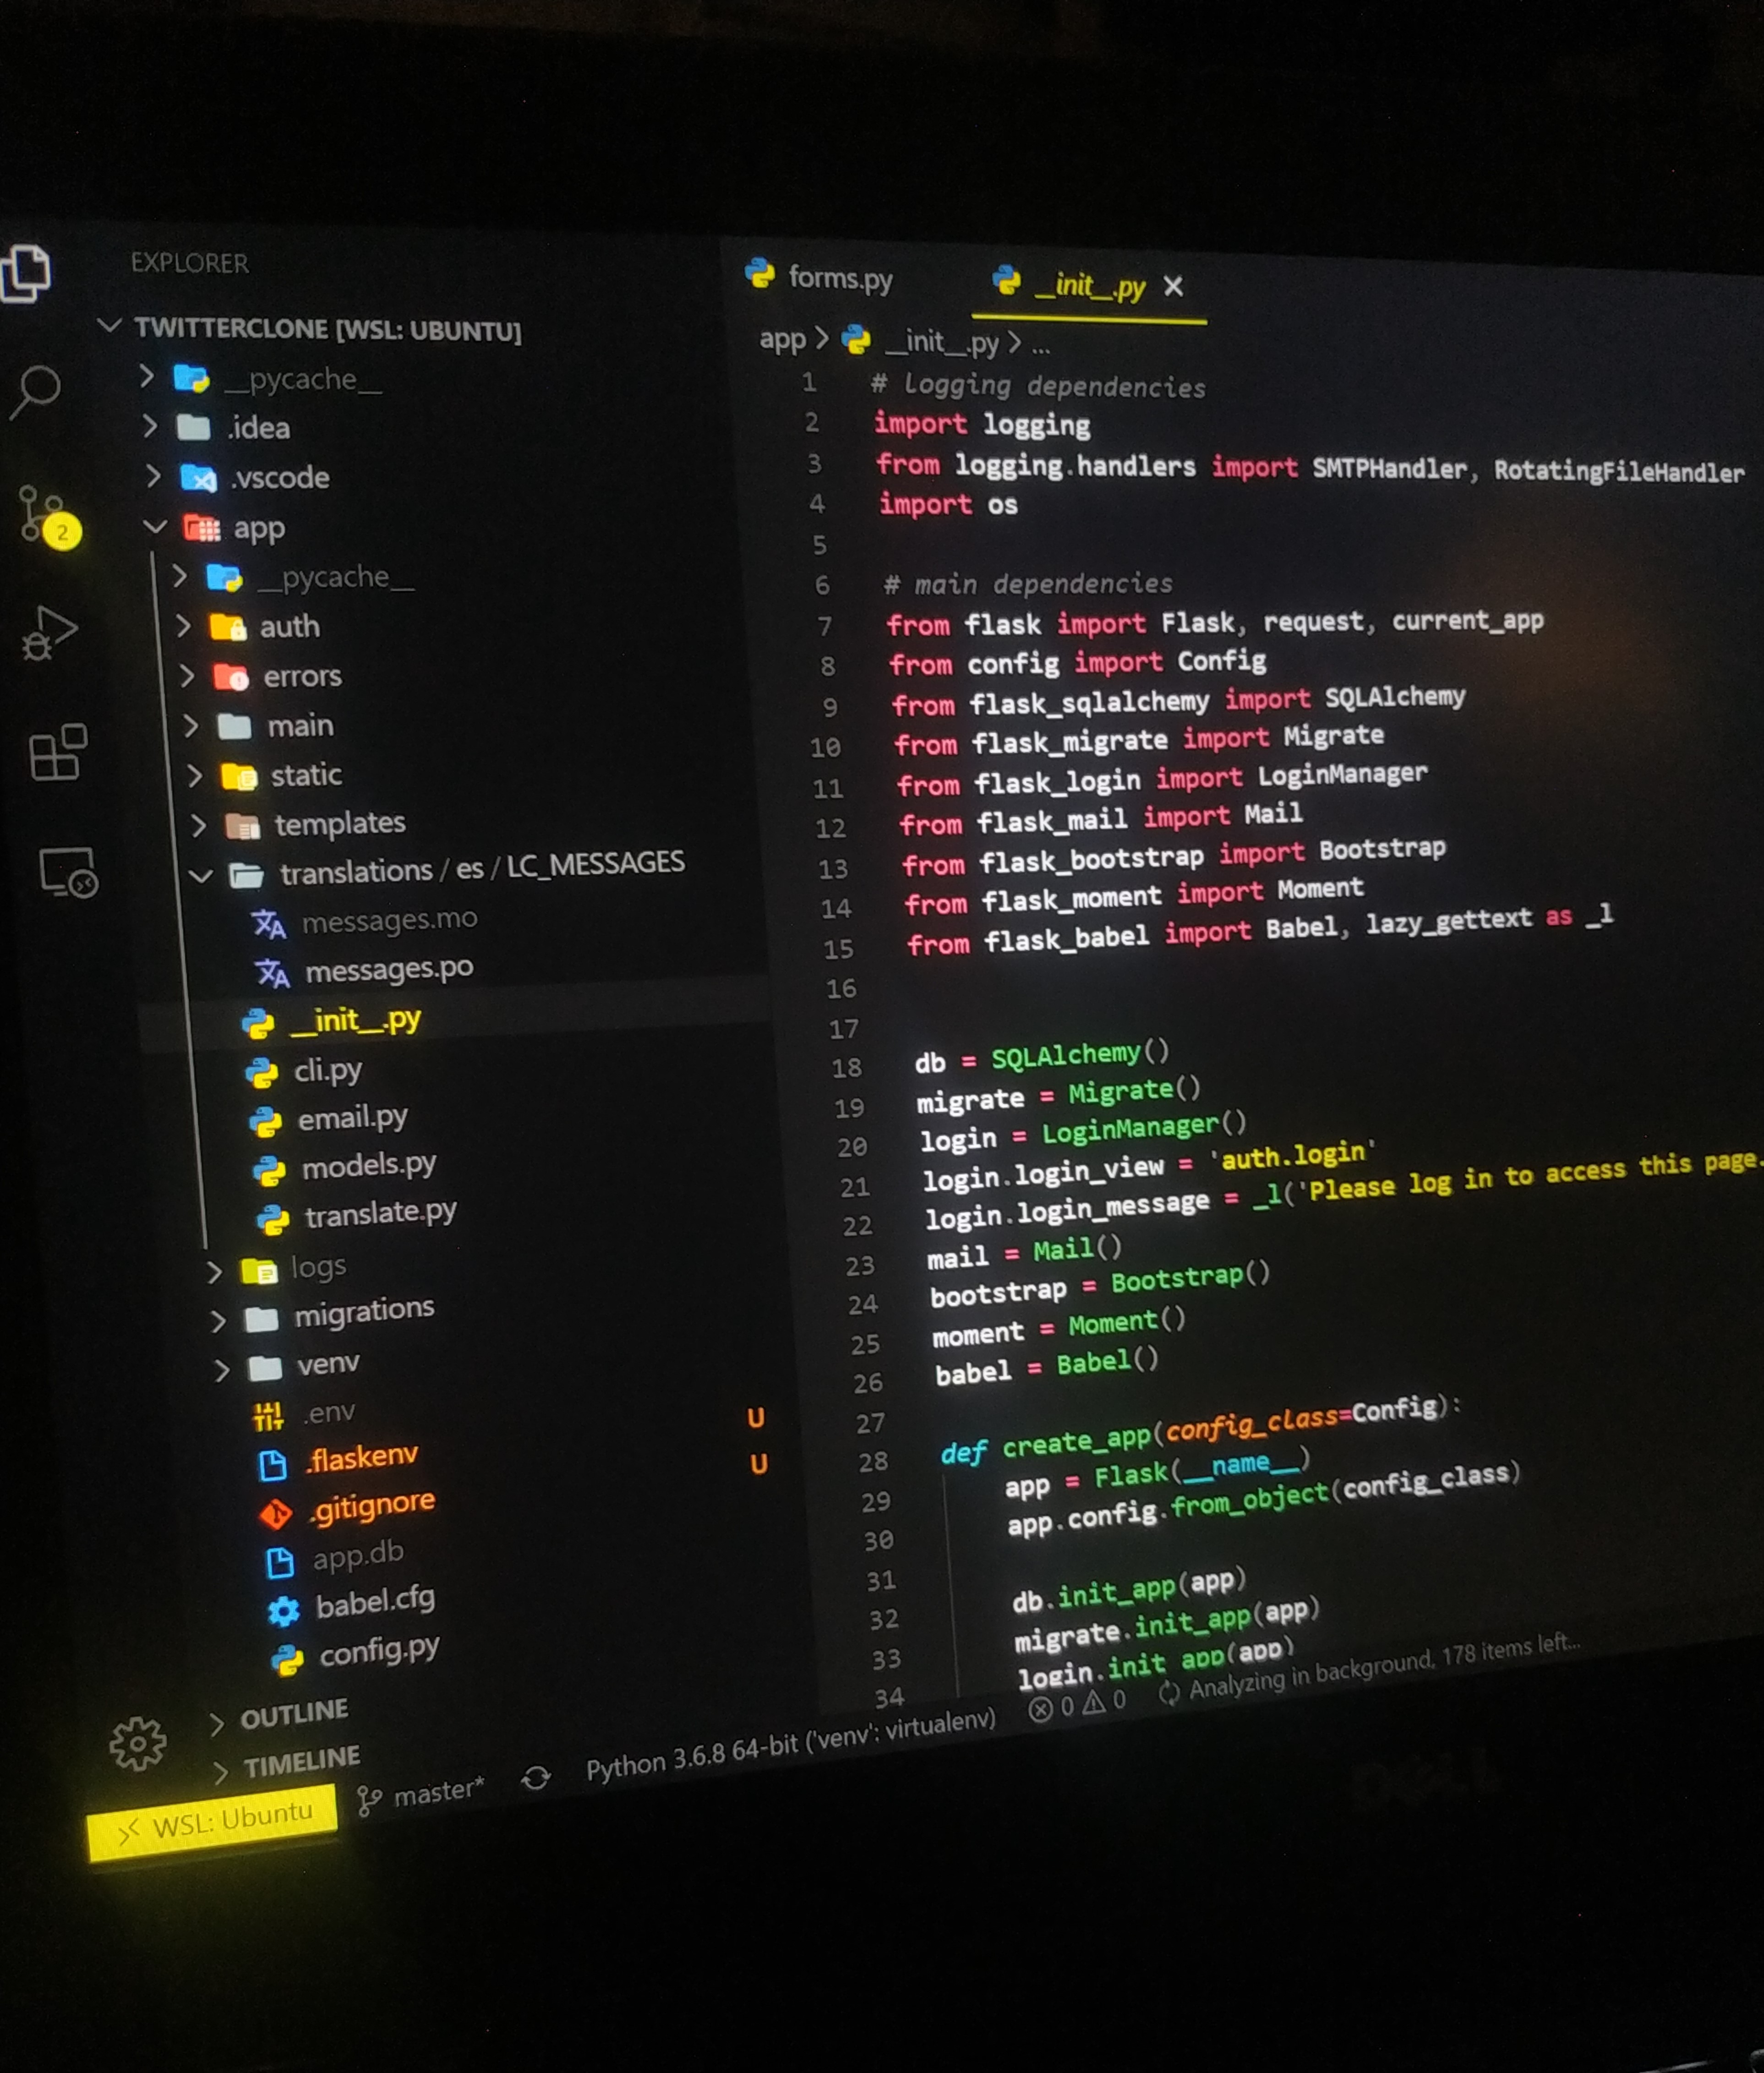 EXPLORER
TWITTERCLONE [WSL: UBUNTU]
__pycache__
.idea
.vscode
2
app
__pycache__
auth
errors
main
static
templates
translations / es / LC_MESSAGES
messages.mo
messages.po
__init__.py
cli.py
email.py
models.py
translate.py
logs
migrations
venv
.env
.flaskenv U
.gitignore U
app.db
babel.cfg
config.py
OUTLINE
TIMELINE
forms.py __init__.py
app > __init__.py > ...
1 # Logging dependencies
2 import logging
3 from logging.handlers import SMTPHandler, RotatingFileHandler
4 import os
5
6 # main dependencies
7 from flask import Flask, request, current_app
8 from config import Config
9 from flask_sqlalchemy import SQLAlchemy
10 from flask_migrate import Migrate
11 from flask_login import LoginManager
12 from flask_mail import Mail
13 from flask_bootstrap import Bootstrap
14 from flask_moment import Moment
15 from flask_babel import Babel, lazy_gettext as _l
16
17
18 db = SQLAlchemy()
19 migrate = Migrate()
20 login = LoginManager()
21 login.login_view = 'auth.login'
22 login.login_message = _l('Please log in to access this page.
23 mail = Mail()
24 bootstrap = Bootstrap()
25 moment = Moment()
26 babel = Babel()
27
28 def create_app(config_class=Config):
29 app = Flask(__name__)
30 app.config.from_object(config_class)
31
32 db.init_app(app)
33 migrate.init_app(app)
34 login.init_app(app)
WSL: Ubuntu master* Python 3.6.8 64-bit ('venv': virtualenv) 0 0 Analyzing in background, 178 items left...
DELL